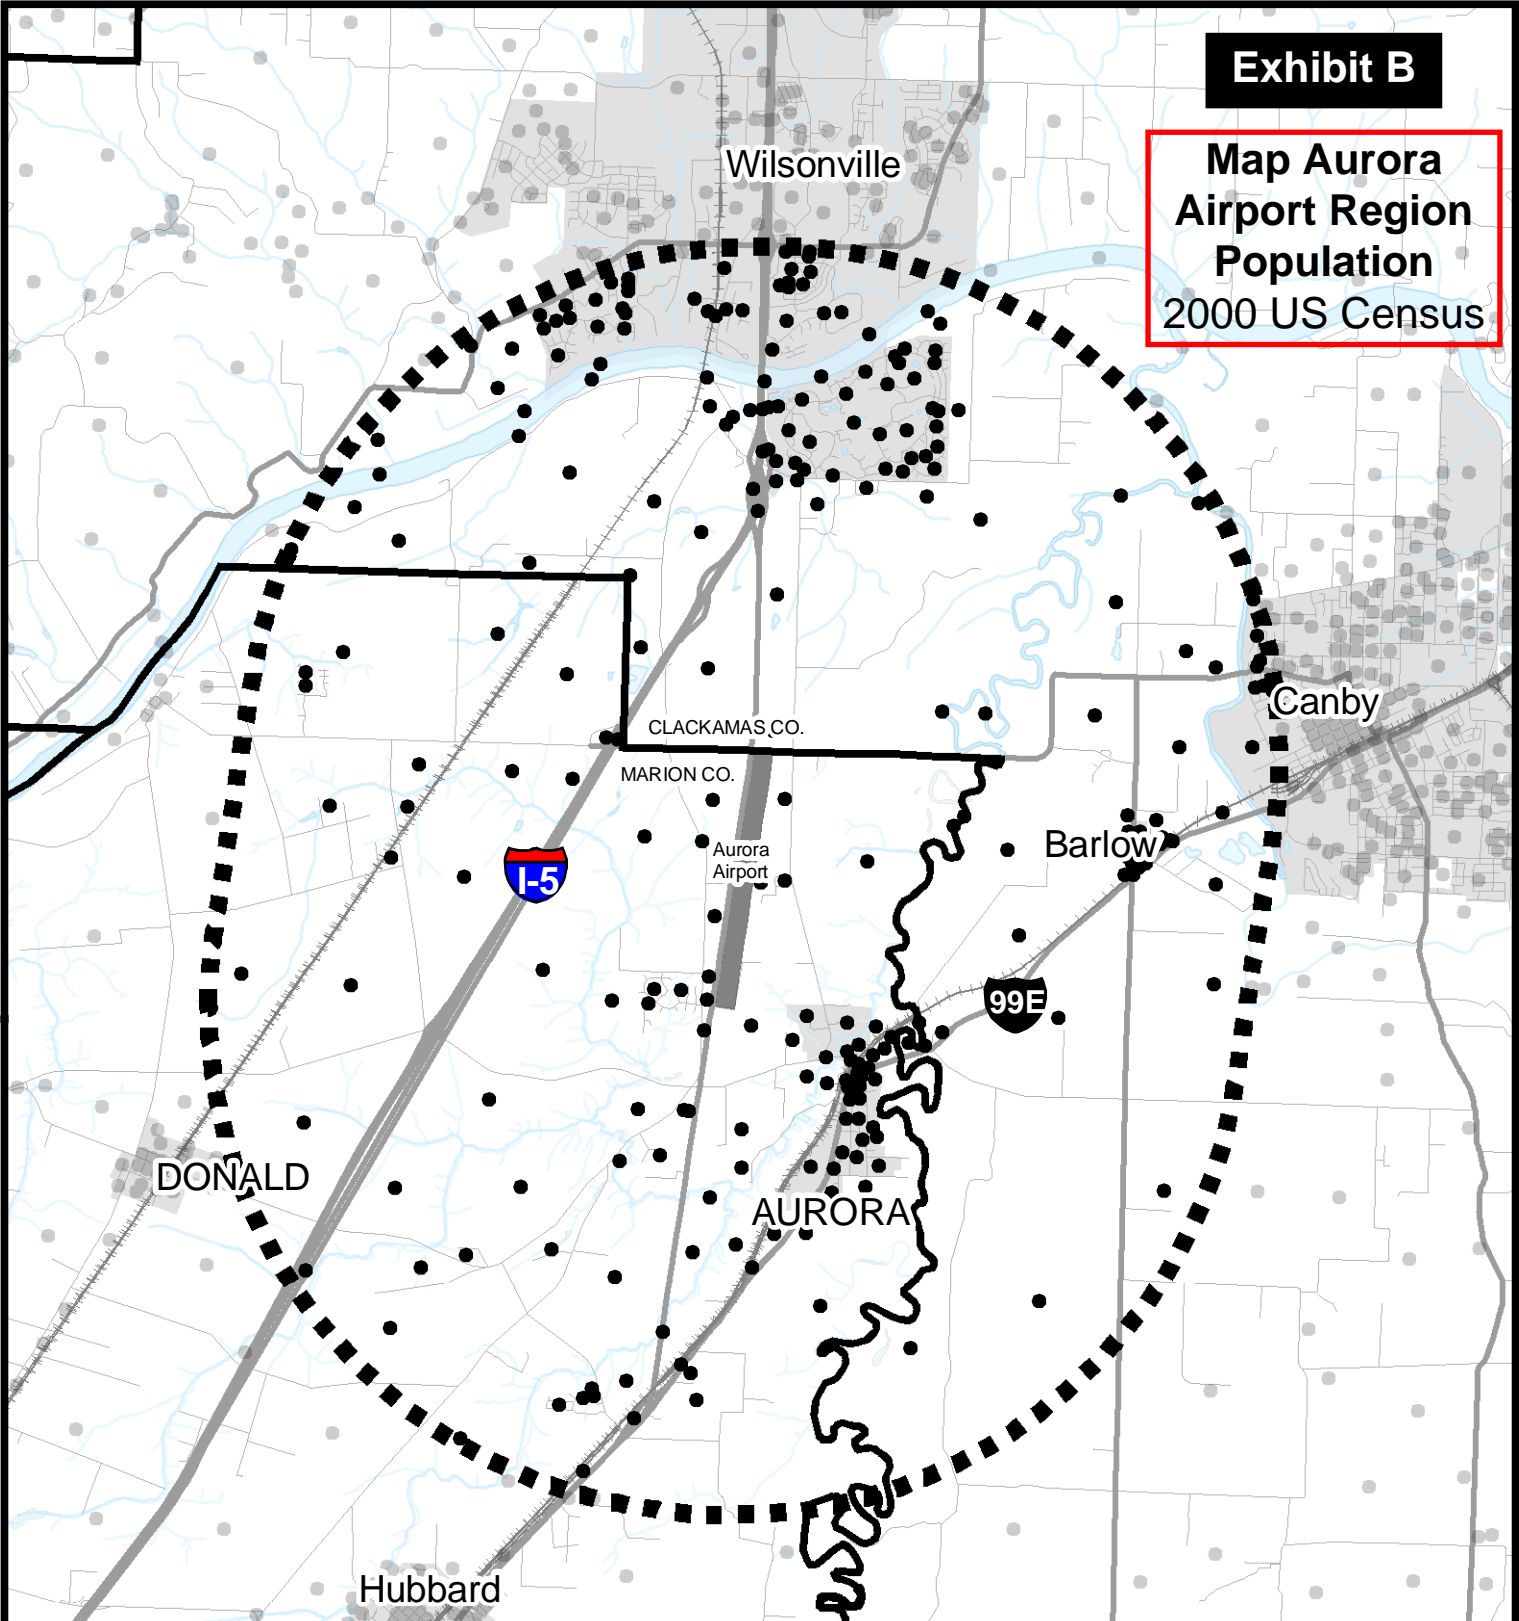 Exhibit B
Map Aurora
Airport Region
Population
2000 US Census
Wilsonville
Canby
CLACKAMAS CO.
MARION CO.
Barlow
Aurora
Airport
I-5
99E
DONALD
AURORA
Hubbard